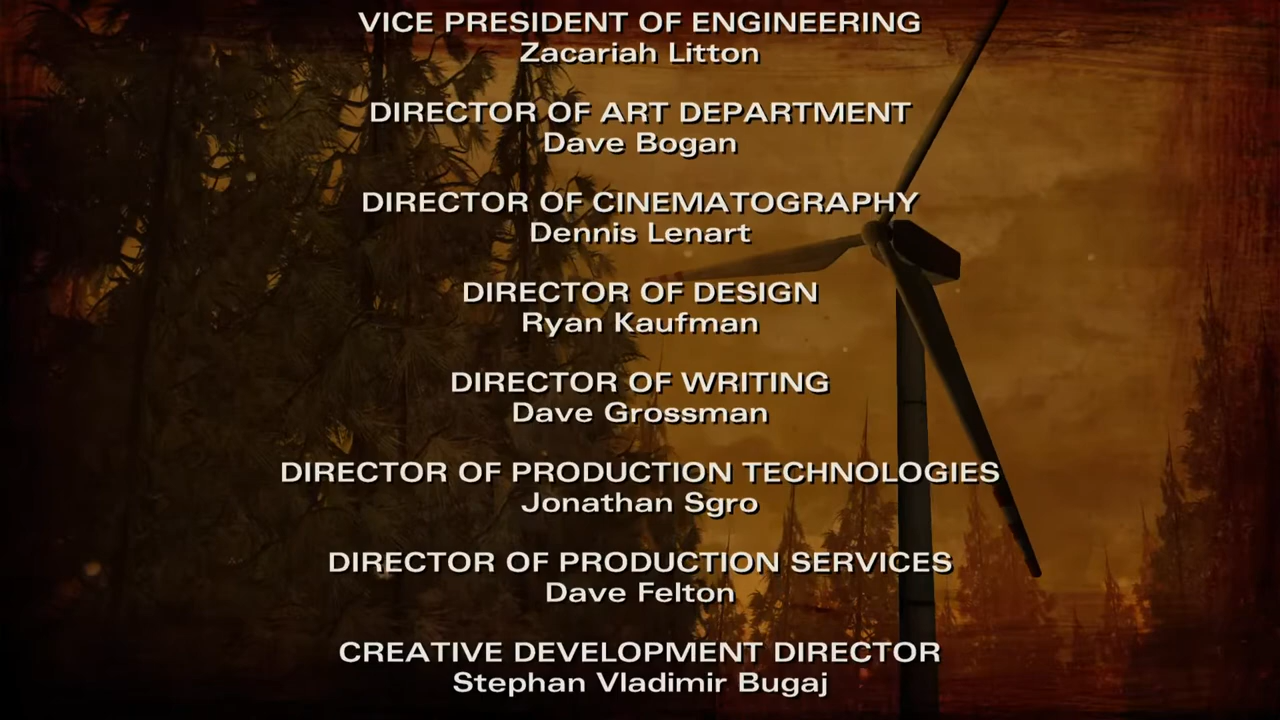 VICE PRESIDENT OF ENGINEERING
Zacariah Litton
DIRECTOR OF ART DEPARTMENT
Dave Bogan
DIRECTOR OF CINEMATOGRAPHY
Dennis Lenart
DIRECTOR OF DESIGN
Ryan Kaufman
DIRECTOR OF WRITING
Dave Grossman
DIRECTOR OF PRODUCTION TECHNOLOGIES
Jonathan Sgro
DIRECTOR OF PRODUCTION SERVICES
Dave Felton
CREATIVE DEVELOPMENT DIRECTOR
Stephan Vladimir Bugaj